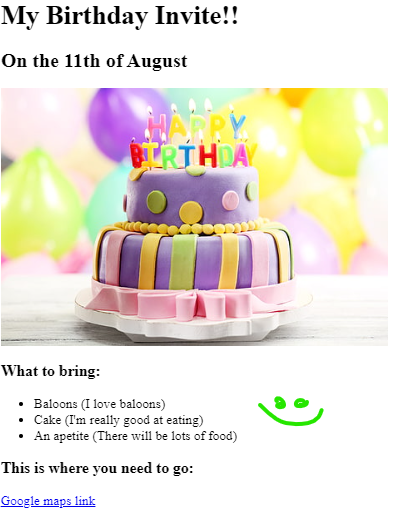 My Birthday Invite!!
On the 11th of August
HAPPY
BIRTHDAY
What to bring:
Baloons (I love baloons)
Cake (I'm really good at eating)
An apetite (There will be lots of food)
This is where you need to go:
Google maps link